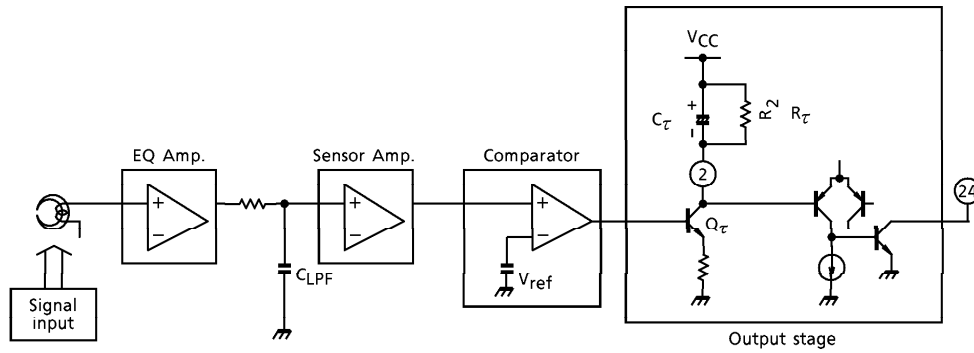 VCC
Cτ
+
-
R2
Rτ
EQ Amp.
Sensor Amp.
Comparator
2
24
+
−
+
−
+
−
Qτ
CLPF
Vref
Signal
input
Output stage